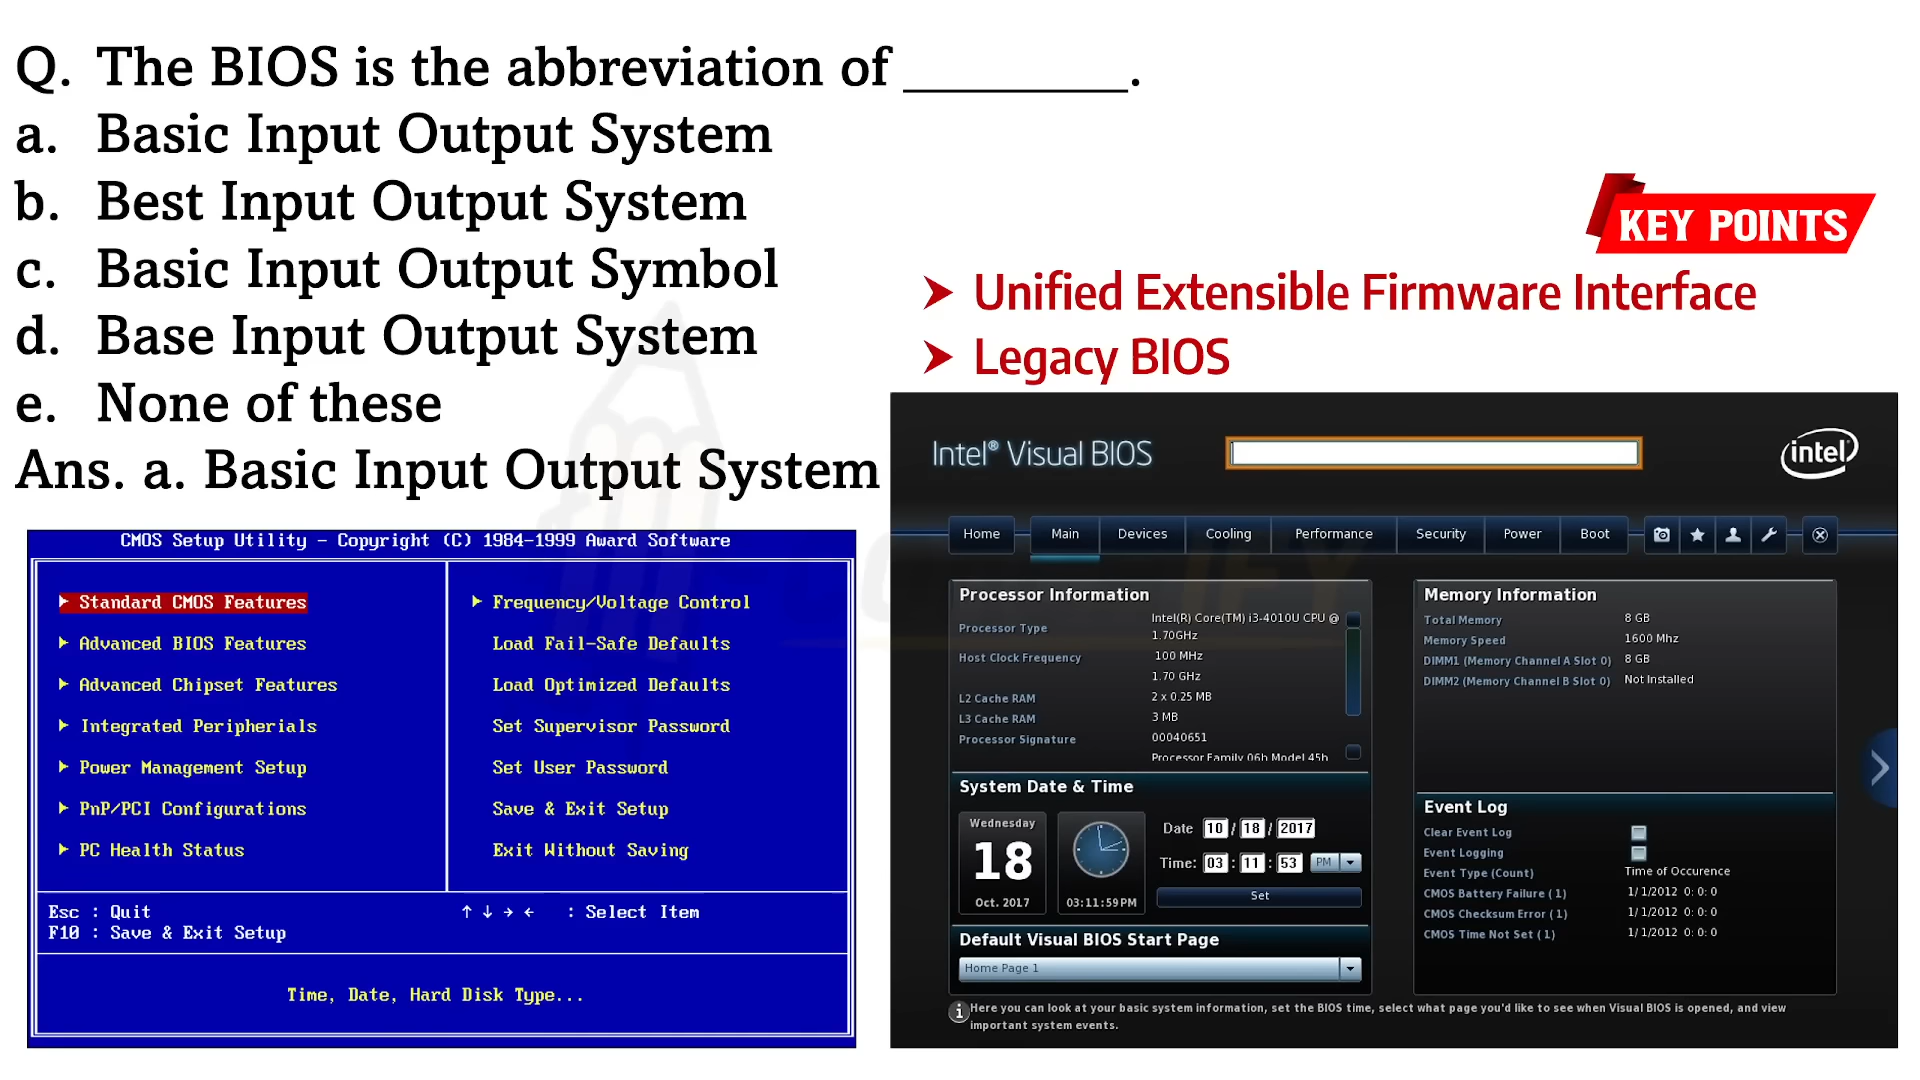 Q. The BIOS is the abbreviation of _________.
a. Basic Input Output System
b. Best Input Output System
c. Basic Input Output Symbol
d. Base Input Output System
e. None of these
Ans. a. Basic Input Output System
KEY POINTS
➤ Unified Extensible Firmware Interface
➤ Legacy BIOS
CMOS Setup Utility - Copyright (C) 1984-1999 Award Software
Standard CMOS Features
Advanced BIOS Features
Advanced Chipset Features
Integrated Peripherials
Power Management Setup
PnP/PCI Configurations
PC Health Status
Frequency/Voltage Control
Load Fail-Safe Defaults
Load Optimized Defaults
Set Supervisor Password
Set User Password
Save & Exit Setup
Exit Without Saving
Esc : Quit
F10 : Save & Exit Setup
↑ ↓ → ← : Select Item
Time, Date, Hard Disk Type...
Intel® Visual BIOS
intel
Home Main Devices Cooling Performance Security Power Boot
Processor Information
Processor Type Intel(R) Core(TM) i3-4010U CPU @
1.70GHz
Host Clock Frequency 100 MHz
1.70 GHz
L2 Cache RAM 2 x 0.25 MB
L3 Cache RAM 3 MB
Processor Signature 00040651
Processor Family 06h Model 45h
System Date & Time
Wednesday
18
Oct. 2017
03:11:59 PM
Date 10 / 18 / 2017
Time: 03 : 11 : 53 PM
Set
Default Visual BIOS Start Page
Home Page 1
Memory Information
Total Memory 8 GB
Memory Speed 1600 Mhz
DIMM1 (Memory Channel A Slot 0) 8 GB
DIMM2 (Memory Channel B Slot 0) Not Installed
Event Log
Clear Event Log
Event Logging
Event Type (Count) Time of Occurence
CMOS Battery Failure ( 1) 1/ 1/2012 0: 0: 0
CMOS Checksum Error ( 1) 1/ 1/2012 0: 0: 0
CMOS Time Not Set ( 1) 1/ 1/2012 0: 0: 0
Here you can look at your basic system information, set the BIOS time, select what page you'd like to see when Visual BIOS is opened, and view
important system events.